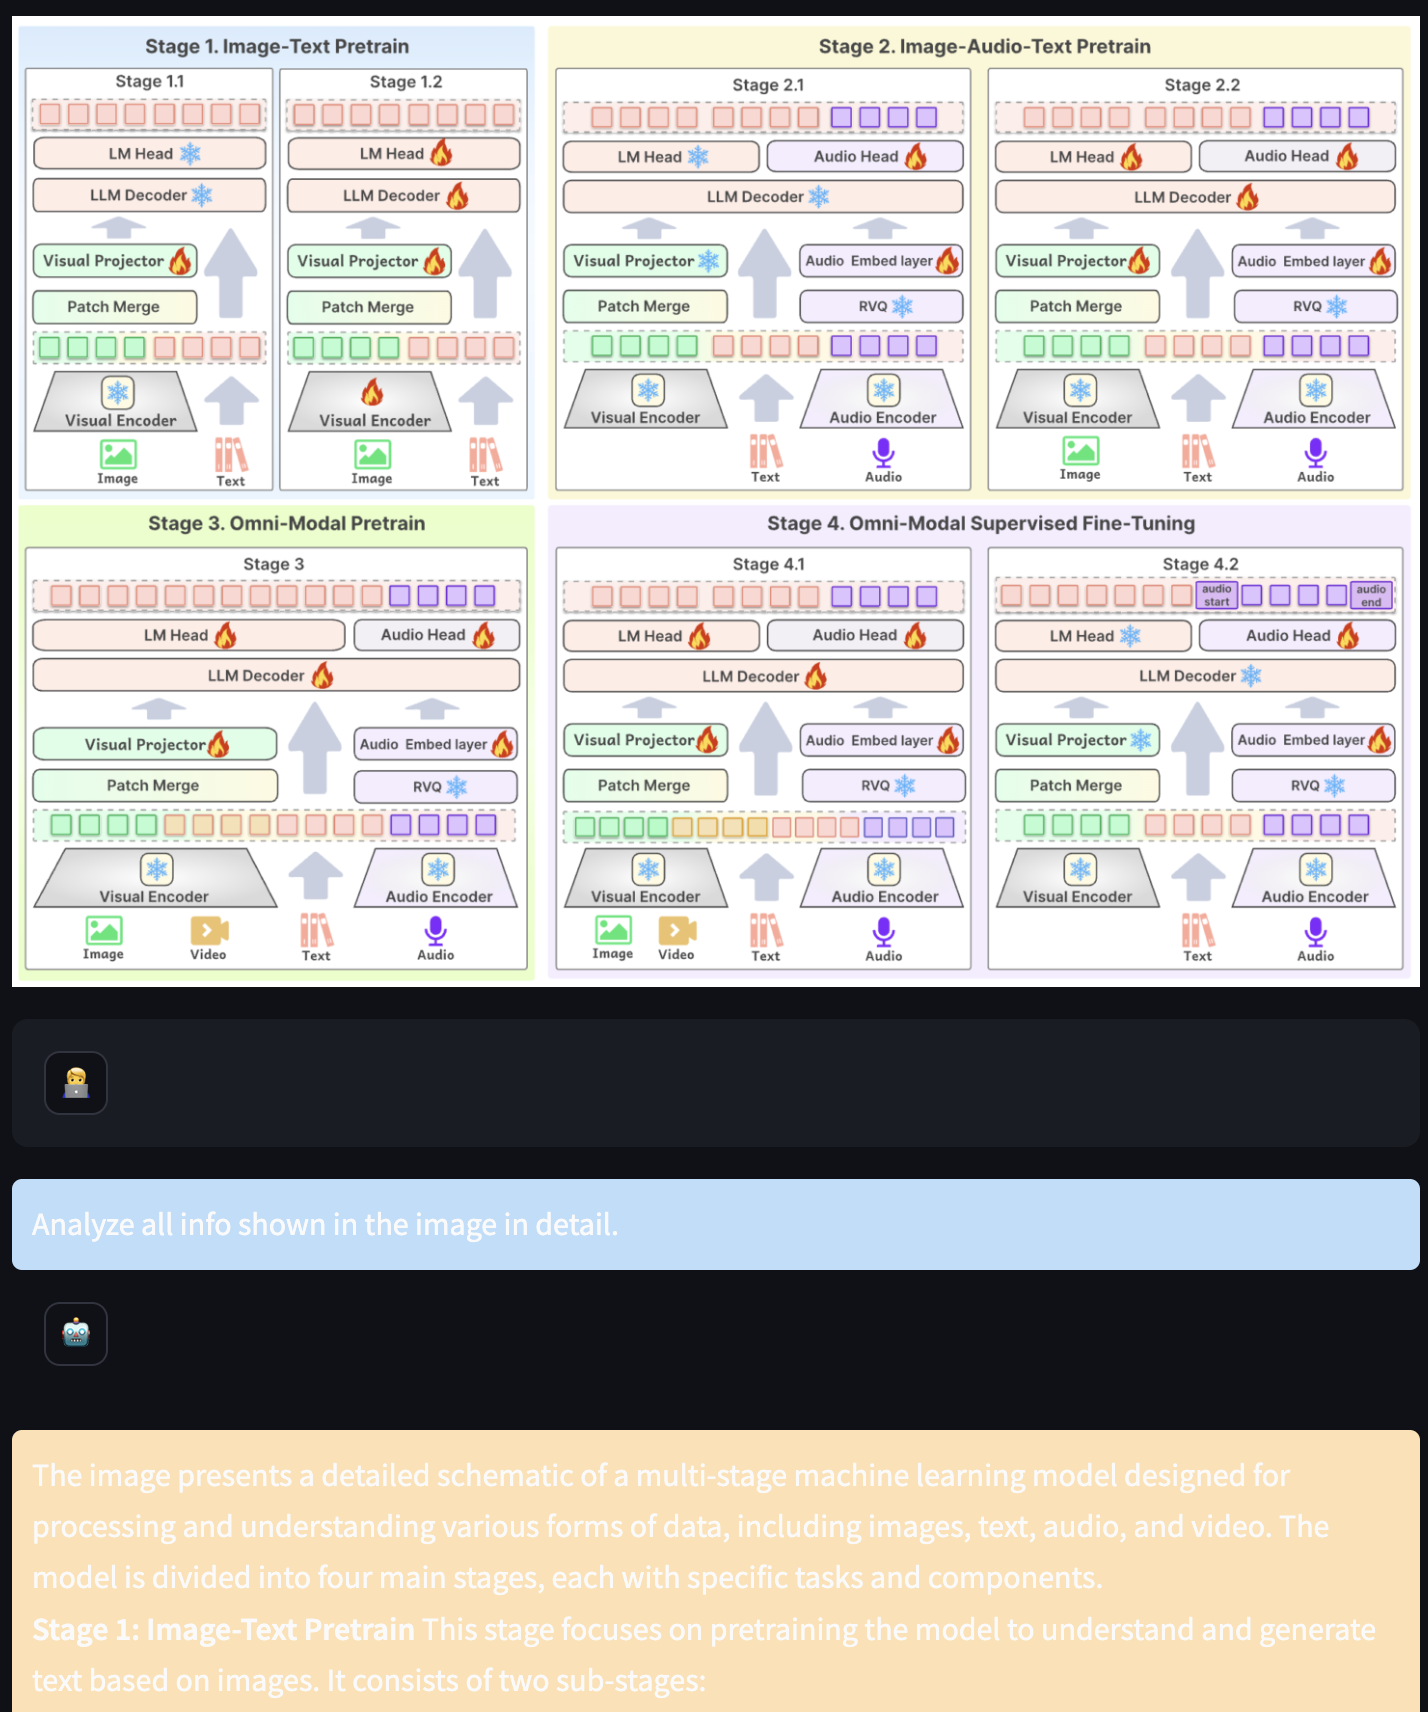 Stage 1. Image-Text Pretrain
Stage 1.1
LM Head
LLM Decoder
Visual Projector
Patch Merge
Visual Encoder
Image
Text
Stage 1.2
LM Head
LLM Decoder
Visual Projector
Patch Merge
Visual Encoder
Image
Text
Stage 2. Image-Audio-Text Pretrain
Stage 2.1
LM Head
Audio Head
LLM Decoder
Visual Projector
Audio Embed layer
Patch Merge
RVQ
Visual Encoder
Audio Encoder
Text
Audio
Stage 2.2
LM Head
Audio Head
LLM Decoder
Visual Projector
Audio Embed layer
Patch Merge
RVQ
Visual Encoder
Audio Encoder
Image
Text
Audio
Stage 3. Omni-Modal Pretrain
Stage 3
LM Head
Audio Head
LLM Decoder
Visual Projector
Audio Embed layer
Patch Merge
RVQ
Visual Encoder
Audio Encoder
Image
Video
Text
Audio
Stage 4. Omni-Modal Supervised Fine-Tuning
Stage 4.1
LM Head
Audio Head
LLM Decoder
Visual Projector
Audio Embed layer
Patch Merge
RVQ
Visual Encoder
Audio Encoder
Image
Video
Text
Audio
Stage 4.2
audio start
audio end
LM Head
Audio Head
LLM Decoder
Visual Projector
Audio Embed layer
Patch Merge
RVQ
Visual Encoder
Audio Encoder
Text
Audio
Analyze all info shown in the image in detail.
The image presents a detailed schematic of a multi-stage machine learning model designed for
processing and understanding various forms of data, including images, text, audio, and video. The
model is divided into four main stages, each with specific tasks and components.
Stage 1: Image-Text Pretrain This stage focuses on pretraining the model to understand and generate
text based on images. It consists of two sub-stages: